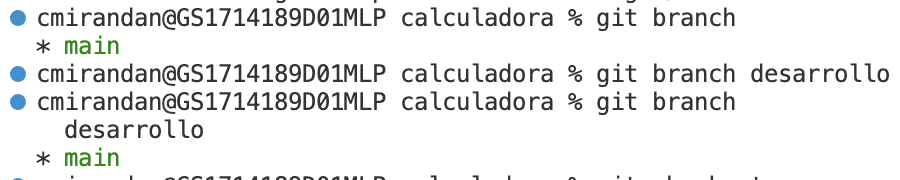 cmirandan@GS1714189D01MLP calculadora % git branch
* main
cmirandan@GS1714189D01MLP calculadora % git branch desarrollo
cmirandan@GS1714189D01MLP calculadora % git branch
desarrollo
* main